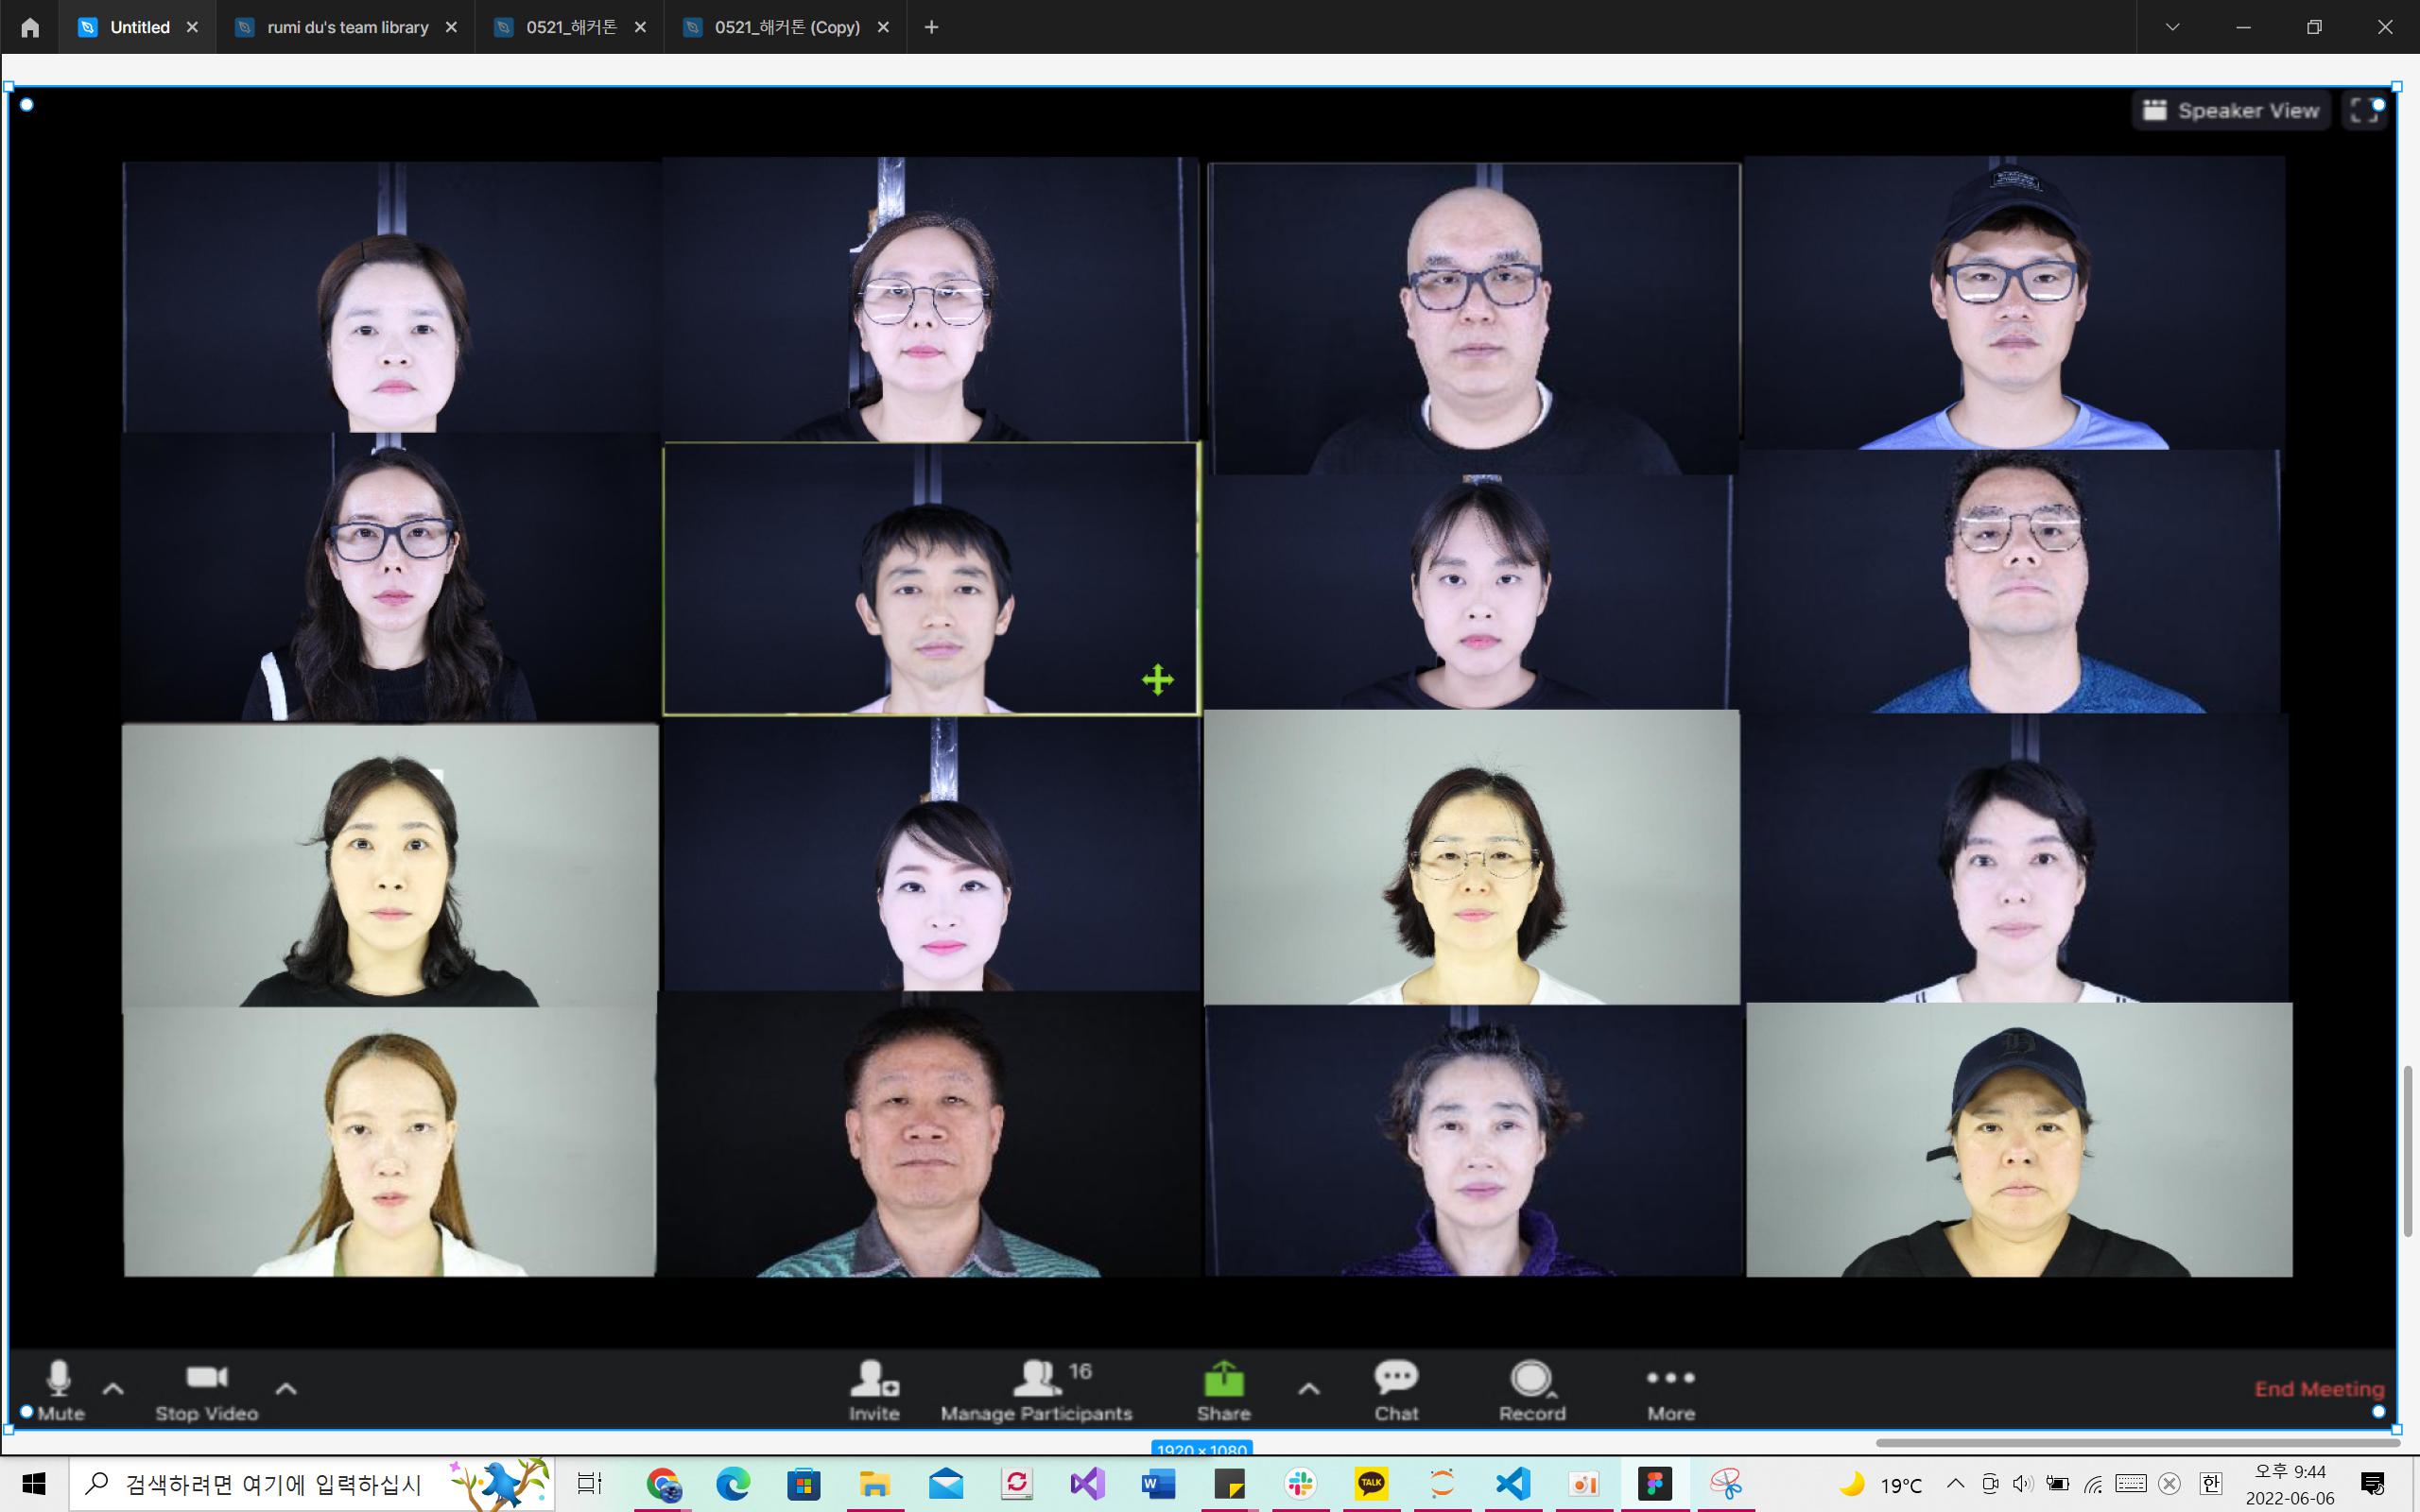 Untitled
rumi du's team library
0521_해커톤
0521_해커톤 (Copy)
Speaker View
Mute
Stop Video
Invite
16
Manage Participants
Share
Chat
Record
More
End Meeting
1920 × 1080
검색하려면 여기에 입력하십시
W
TALK
19°C
한
오후 9:44
2022-06-06